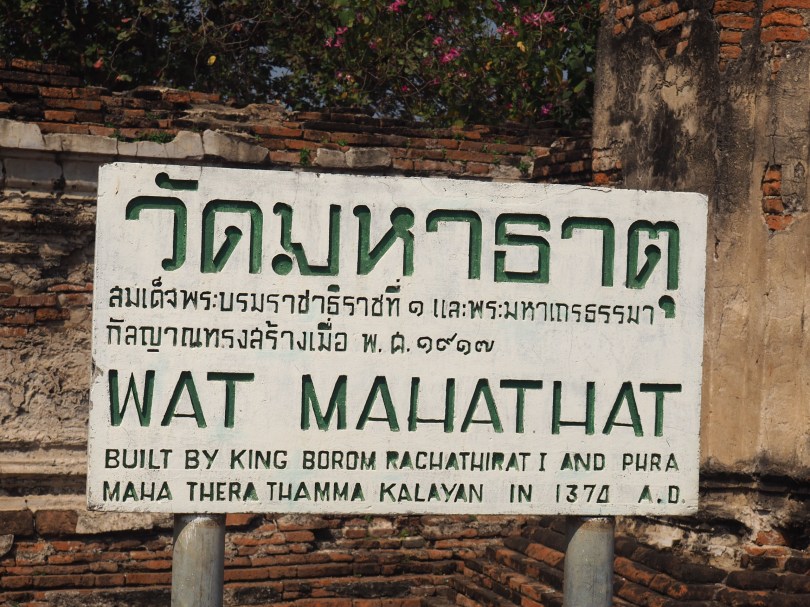 วัดมหาธาตุ
สมเด็จพระบรมราชาธิราชที่ ๑ และพระมหาเถรธรรมา
กัลญาณทรงสร้างเมื่อ พ.ศ. ๑๙๑๗
WAT MAHATHAT
BUILT BY KING BOROM RACHATHIRAT I AND PHRA
MAHA THERA THAMMA KALAYAN IN 1374 A.D.